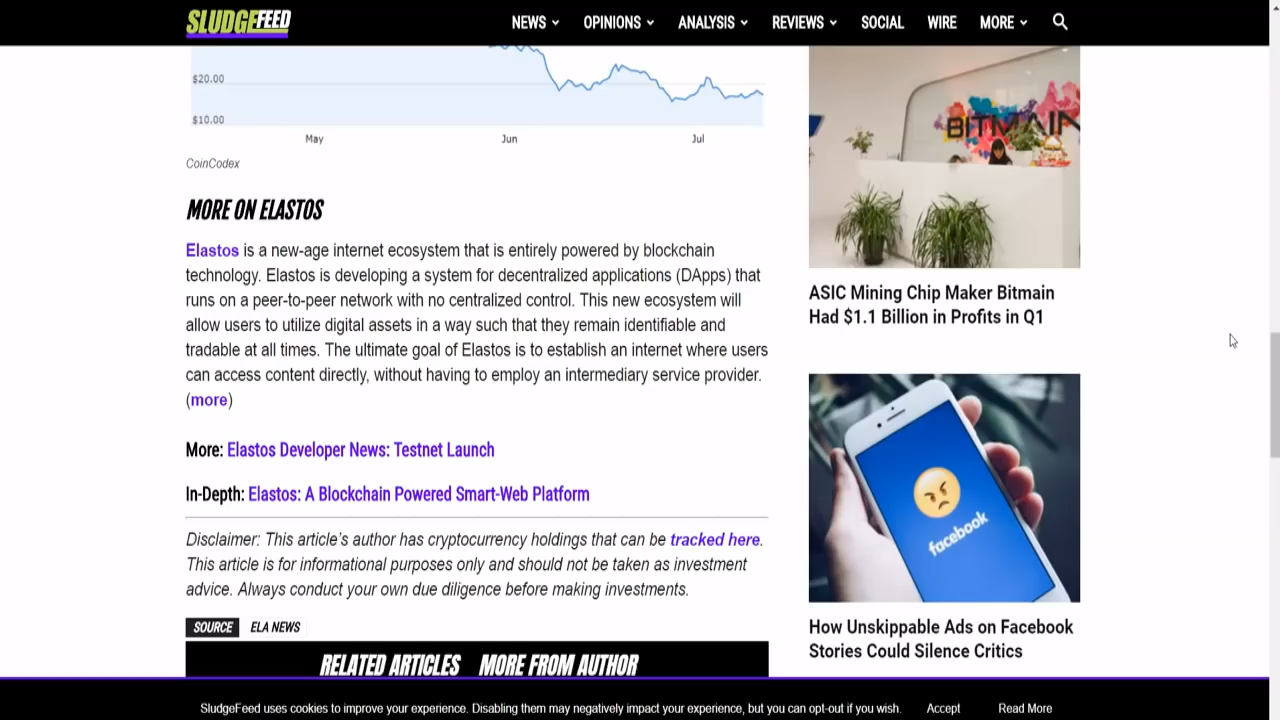 SLUDGEFEED
NEWS OPINIONS ANALYSIS REVIEWS SOCIAL WIRE MORE
$20.00
$10.00
May Jun Jul
CoinCodex
MORE ON ELASTOS
Elastos is a new-age internet ecosystem that is entirely powered by blockchain
technology. Elastos is developing a system for decentralized applications (DApps) that
runs on a peer-to-peer network with no centralized control. This new ecosystem will
allow users to utilize digital assets in a way such that they remain identifiable and
tradable at all times. The ultimate goal of Elastos is to establish an internet where users
can access content directly, without having to employ an intermediary service provider.
(more)
More: Elastos Developer News: Testnet Launch
In-Depth: Elastos: A Blockchain Powered Smart-Web Platform
Disclaimer: This article's author has cryptocurrency holdings that can be tracked here.
This article is for informational purposes only and should not be taken as investment
advice. Always conduct your own due diligence before making investments.
SOURCE ELA NEWS
RELATED ARTICLES MORE FROM AUTHOR
BITMAIN
ASIC Mining Chip Maker Bitmain
Had $1.1 Billion in Profits in Q1
facebook
How Unskippable Ads on Facebook
Stories Could Silence Critics
SludgeFeed uses cookies to improve your experience. Disabling them may negatively impact your experience, but you can opt-out if you wish. Accept Read More